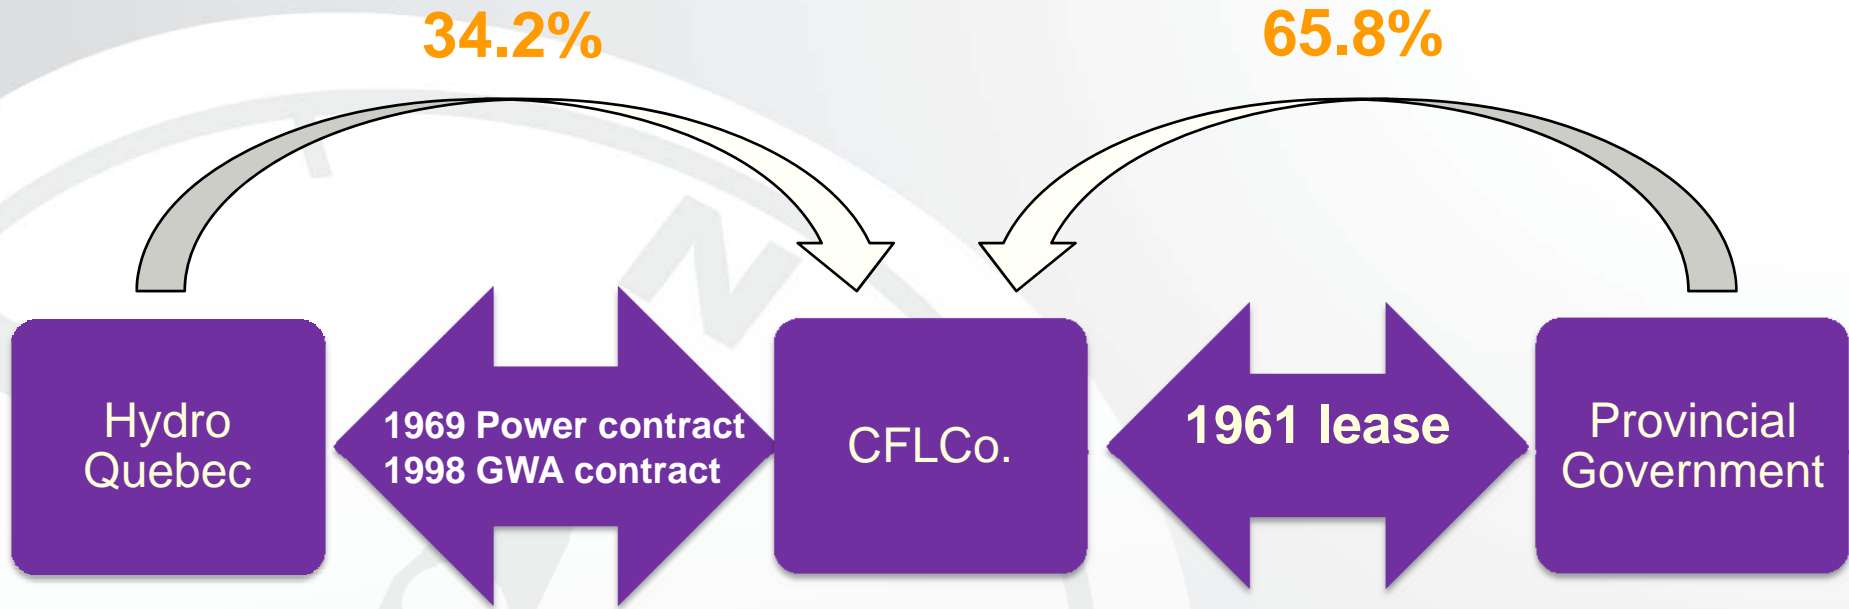 34.2%
65.8%
Hydro
Quebec
1969 Power contract
1998 GWA contract
CFLCo.
1961 lease
Provincial
Government